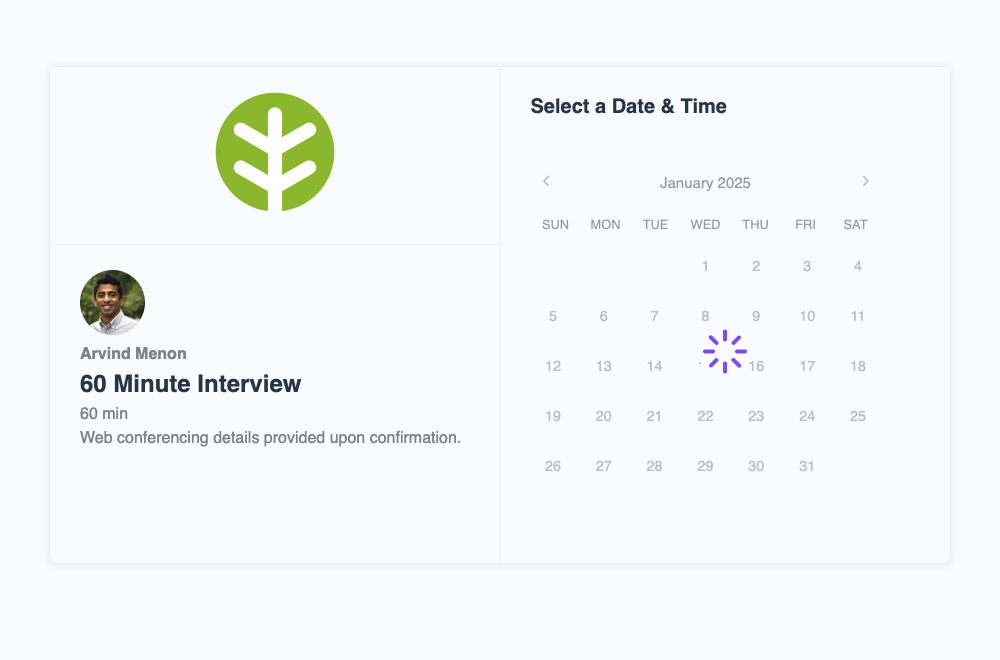 Arvind Menon
60 Minute Interview
60 min
Web conferencing details provided upon confirmation.
Select a Date & Time
January 2025
SUN MON TUE WED THU FRI SAT
1 2 3 4
5 6 7 8 9 10 11
12 13 14 16 17 18
19 20 21 22 23 24 25
26 27 28 29 30 31